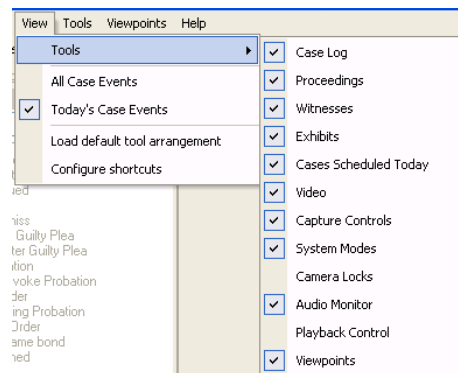 View Tools Viewpoints Help
Tools
All Case Events
Today's Case Events
Load default tool arrangement
Configure shortcuts
Case Log
Proceedings
Witnesses
Exhibits
Cases Scheduled Today
Video
Capture Controls
System Modes
Camera Locks
Audio Monitor
Playback Control
Viewpoints
Guilty Plea
Guilty Plea
Probation
ing Probation
Order
ame bond